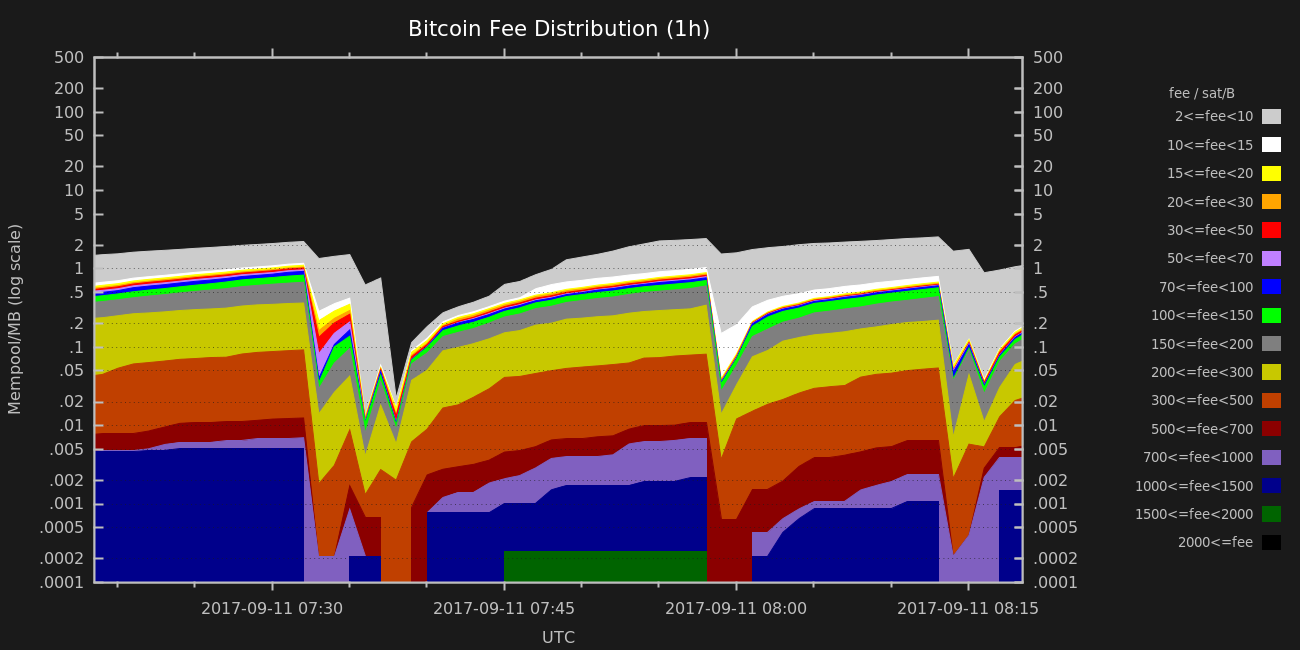 Bitcoin Fee Distribution (1h)
Mempool/MB (log scale)
500
200
100
50
20
10
5
2
1
.5
.2
.1
.05
.02
.01
.005
.002
.001
.0005
.0002
.0001
500
200
100
50
20
10
5
2
1
.5
.2
.1
.05
.02
.01
.005
.002
.001
.0005
.0002
.0001
2017-09-11 07:30
2017-09-11 07:45
2017-09-11 08:00
2017-09-11 08:15
UTC
fee / sat/B
2<=fee<10
10<=fee<15
15<=fee<20
20<=fee<30
30<=fee<50
50<=fee<70
70<=fee<100
100<=fee<150
150<=fee<200
200<=fee<300
300<=fee<500
500<=fee<700
700<=fee<1000
1000<=fee<1500
1500<=fee<2000
2000<=fee